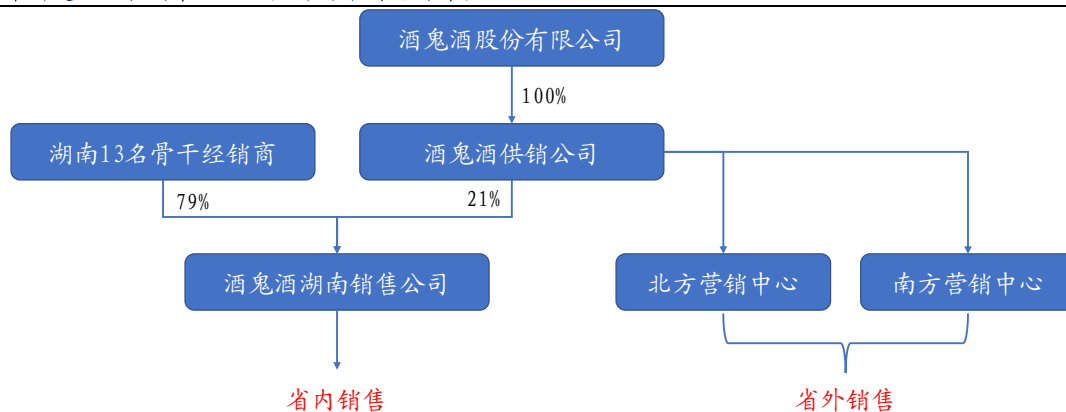 酒鬼酒股份有限公司
100%
湖南13名骨干经销商
酒鬼酒供销公司
79%
21%
酒鬼酒湖南销售公司
北方营销中心
南方营销中心
省内销售
省外销售